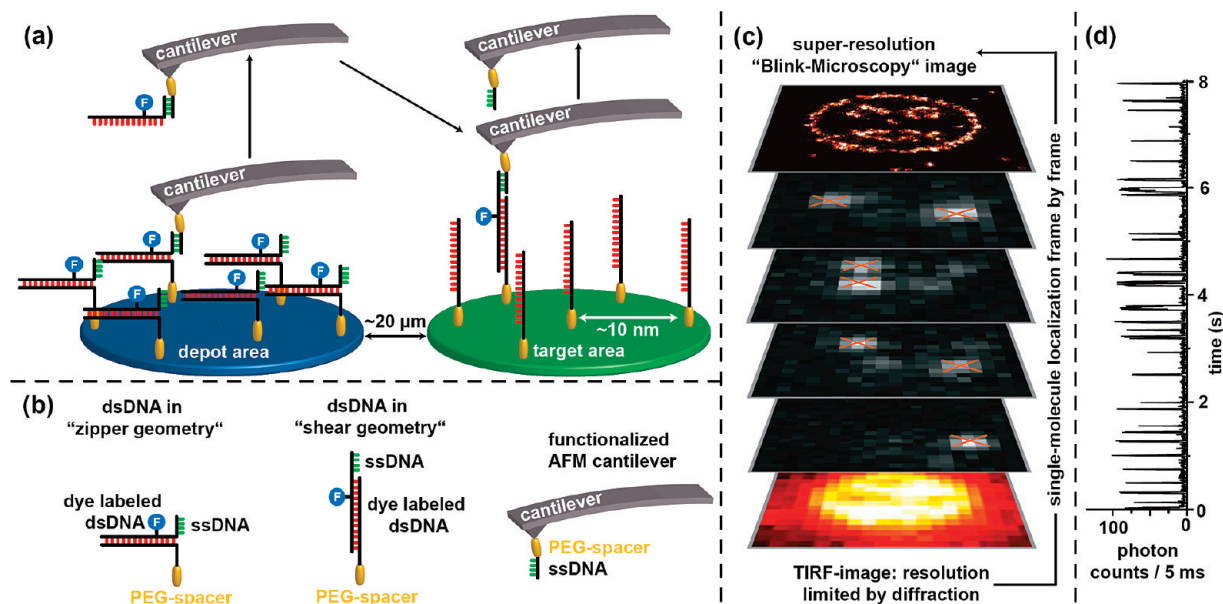 (a)
cantilever
F
cantilever
F
F
F
F
F
depot area
~20 µm
cantilever
cantilever
F
~10 nm
target area
(b)
dsDNA in
"zipper geometry"
dye labeled
dsDNA
F
ssDNA
PEG-spacer
dsDNA in
"shear geometry"
ssDNA
F
dye labeled
dsDNA
PEG-spacer
functionalized
AFM cantilever
cantilever
PEG-spacer
ssDNA
(c)
super-resolution
"Blink-Microscopy" image
single-molecule localization frame by frame
TIRF-image: resolution
limited by diffraction
(d)
8
6
4
2
0
time (s)
100
0
photon
counts / 5 ms